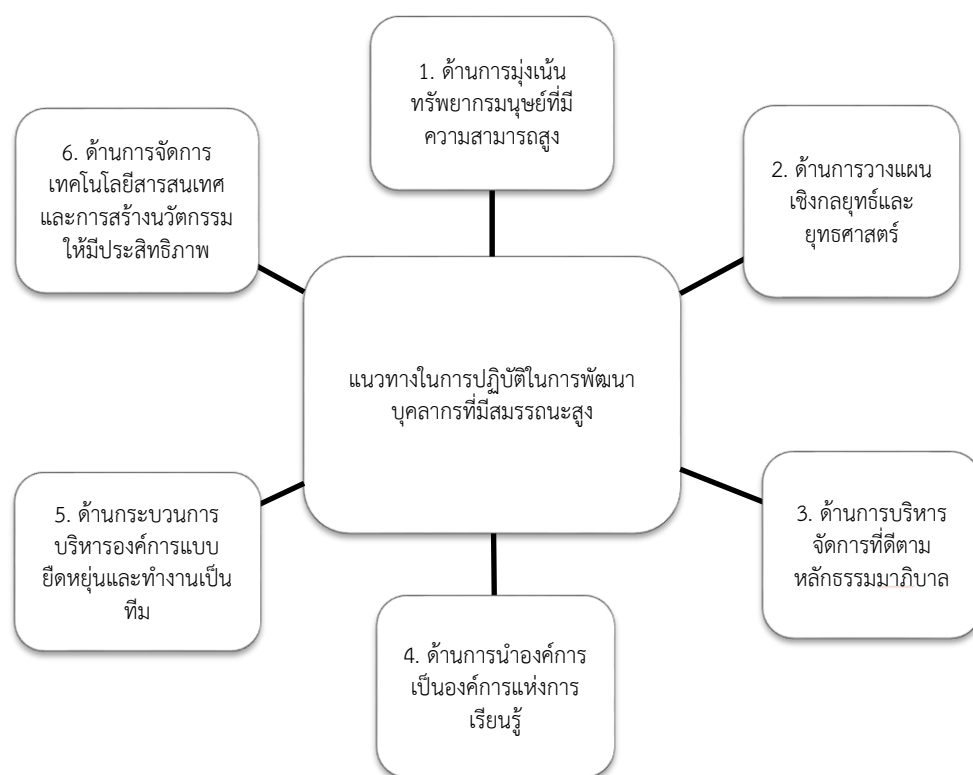 1. ด้านการมุ่งเน้น
ทรัพยากรมนุษย์ที่มี
ความสามารถสูง
2. ด้านการวางแผน
เชิงกลยุทธ์และ
ยุทธศาสตร์
3. ด้านการบริหาร
จัดการที่ดีตาม
หลักธรรมมาภิบาล
4. ด้านการนำองค์การ
เป็นองค์การแห่งการ
เรียนรู้
5. ด้านกระบวนการ
บริหารองค์การแบบ
ยืดหยุ่นและทำงานเป็น
ทีม
6. ด้านการจัดการ
เทคโนโลยีสารสนเทศ
และการสร้างนวัตกรรม
ให้มีประสิทธิภาพ
แนวทางในการปฏิบัติในการพัฒนา
บุคลากรที่มีสมรรถนะสูง